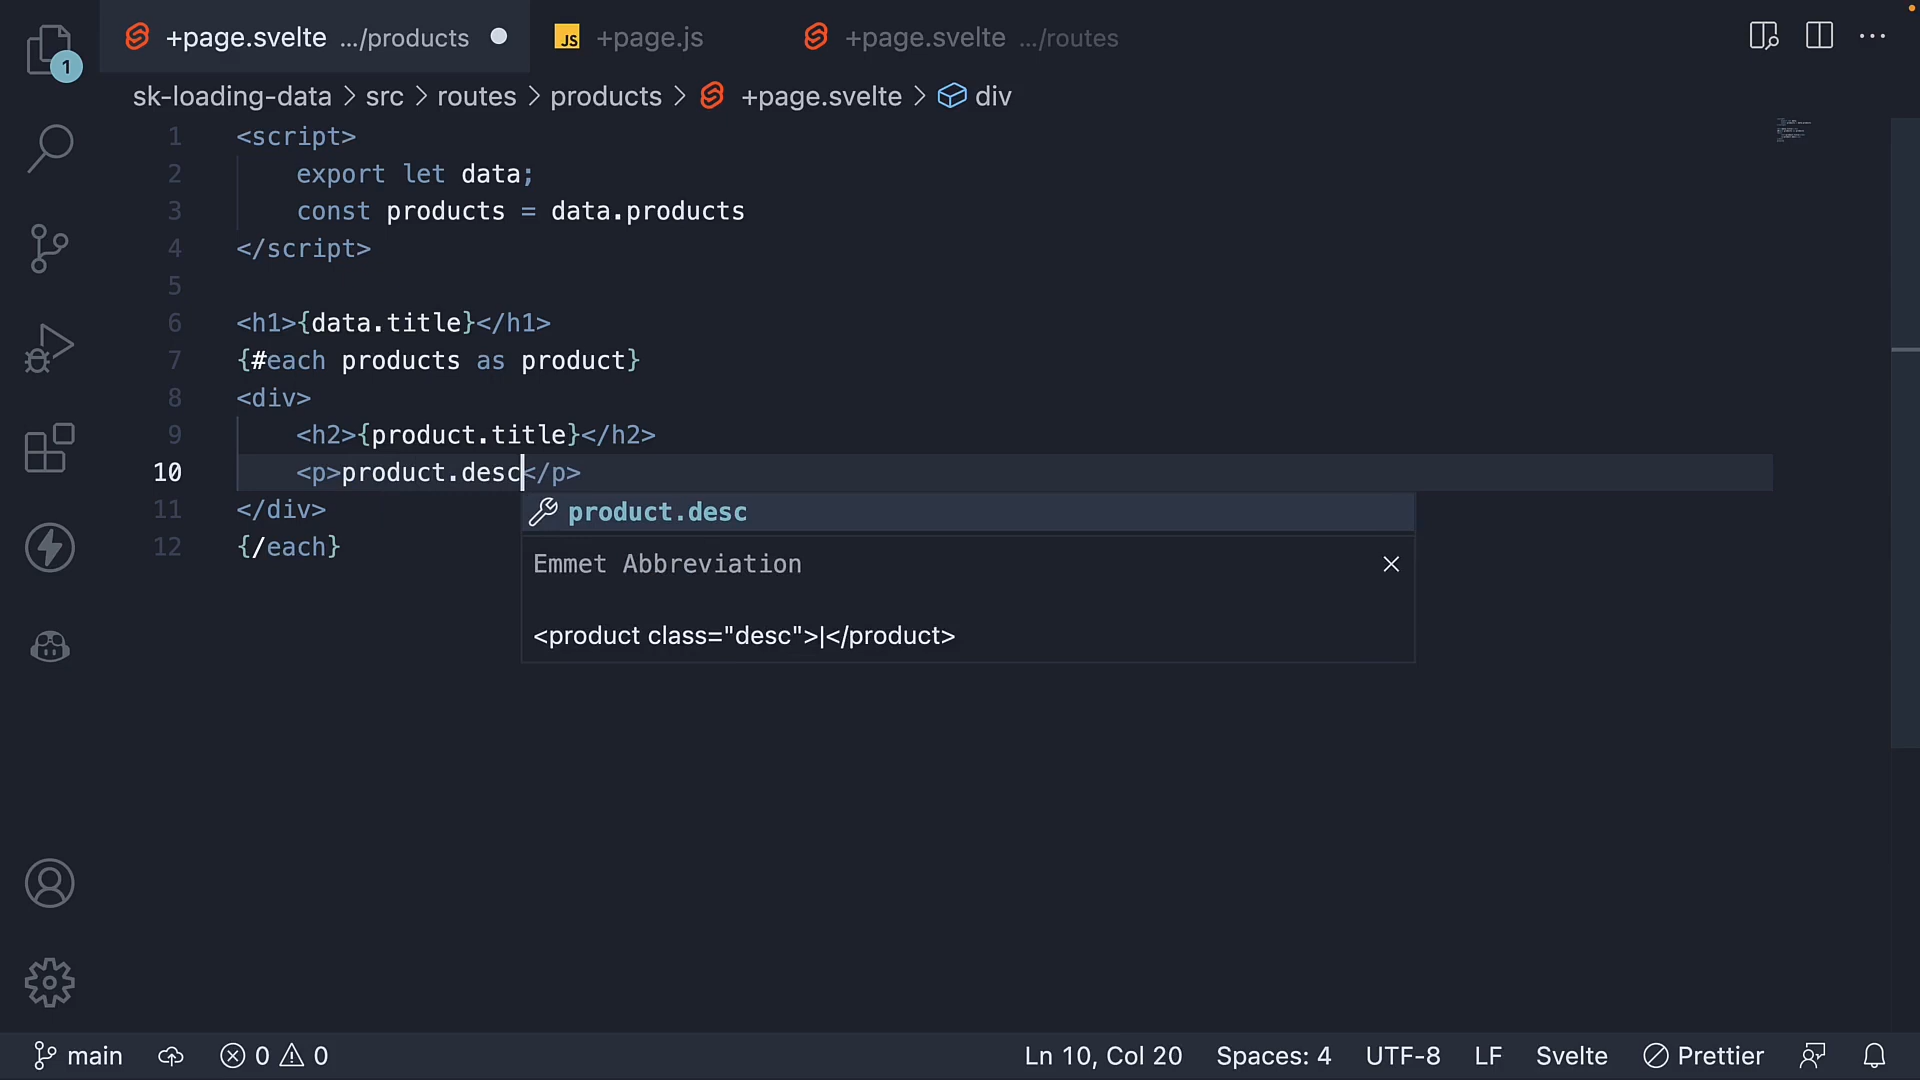 +page.svelte .../products
JS +page.js
+page.svelte .../routes
1
sk-loading-data > src > routes > products > +page.svelte > div
1 <script>
2 export let data;
3 const products = data.products
4 </script>
5
6 <h1>{data.title}</h1>
7 {#each products as product}
8 <div>
9 <h2>{product.title}</h2>
10 <p>product.desc</p>
11 </div>
12 {/each}
product.desc
Emmet Abbreviation
<product class="desc">|</product>
main 0 0 Ln 10, Col 20 Spaces: 4 UTF-8 LF Svelte Prettier